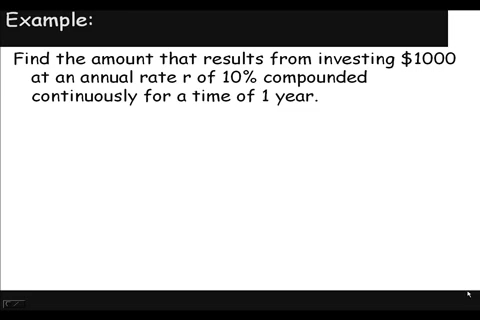 Example:
Find the amount that results from investing $1000
at an annual rate r of 10% compounded
continuously for a time of 1 year.